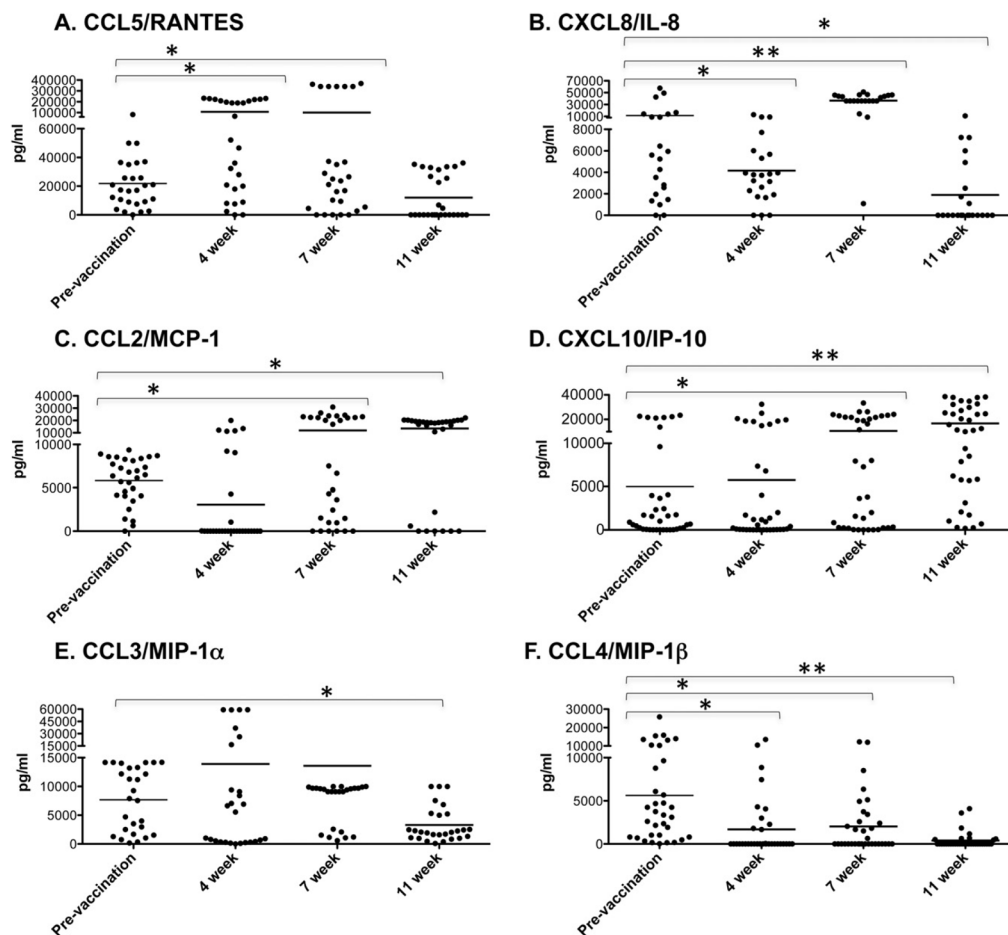 A. CCL5/RANTES
*
*
400000
300000
200000
100000
60000
40000
20000
0
pg/ml
Pre-vaccination
4 week
7 week
11 week
B. CXCL8/IL-8
*
**
*
70000
50000
30000
10000
8000
6000
4000
2000
0
pg/ml
Pre-vaccination
4 week
7 week
11 week
C. CCL2/MCP-1
*
*
40000
30000
20000
10000
10000
5000
0
pg/ml
Pre-vaccination
4 week
7 week
11 week
D. CXCL10/IP-10
**
*
40000
20000
10000
5000
0
pg/ml
Pre-vaccination
4 week
7 week
11 week
E. CCL3/MIP-1α
*
60000
45000
30000
15000
15000
10000
5000
0
pg/ml
Pre-vaccination
4 week
7 week
11 week
F. CCL4/MIP-1β
**
*
*
30000
20000
10000
10000
5000
0
pg/ml
Pre-vaccination
4 week
7 week
11 week